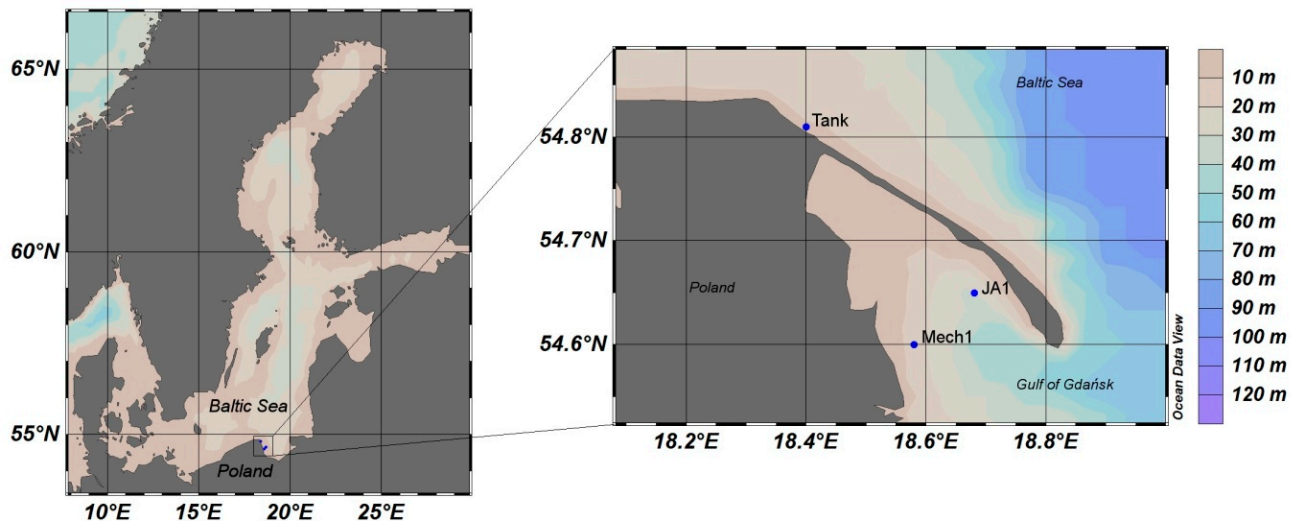 65°N
60°N
55°N
10°E
15°E
20°E
25°E
Baltic Sea
Poland
54.8°N
54.7°N
54.6°N
18.2°E
18.4°E
18.6°E
18.8°E
Baltic Sea
Tank
Poland
JA1
Mech1
Gulf of Gdańsk
Ocean Data View
10 m
20 m
30 m
40 m
50 m
60 m
70 m
80 m
90 m
100 m
110 m
120 m